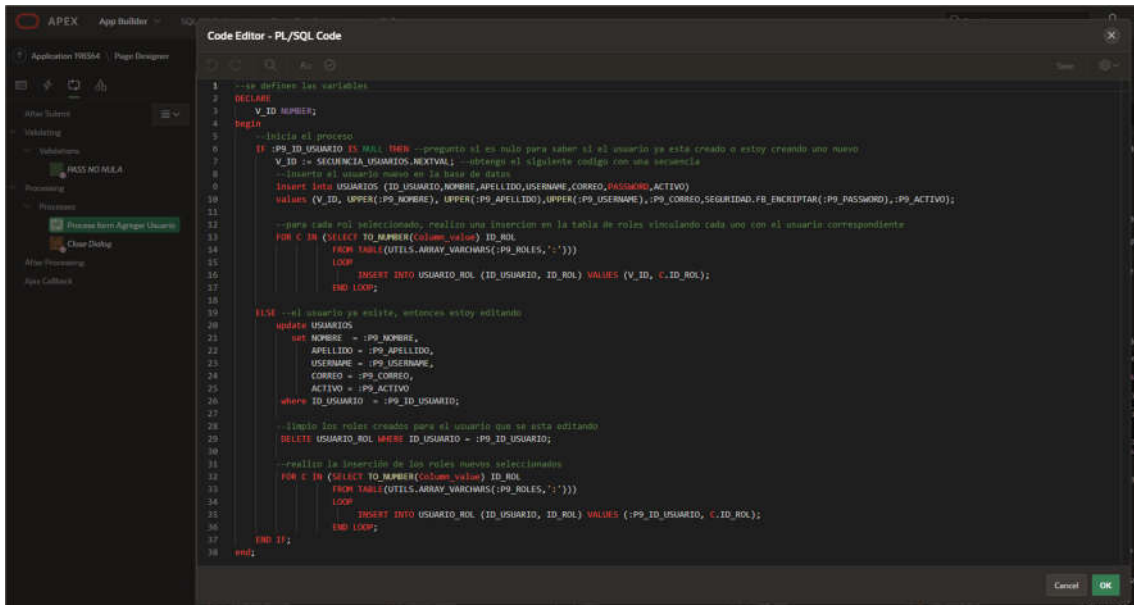 APEX App Builder
Application 198564 \ Page Designer
After Submit
Validating
Validations
PASS NO NULA
Processing
Processes
Process form Agregar Usuario
Close Dialog
After Processing
Ajax Callback
Code Editor - PL/SQL Code
Save
1 --se definen las variables
2 DECLARE
3 V_ID NUMBER;
4 begin
5 --inicia el proceso
6 IF :P9_ID_USUARIO IS NULL THEN --pregunto si es nulo para saber si el usuario ya esta creado o estoy creando uno nuevo
7 V_ID := SECUENCIA_USUARIOS.NEXTVAL; --obtengo el siguiente codigo con una secuencia
8 --inserto el usuario nuevo en la base de datos
9 insert into USUARIOS (ID_USUARIO,NOMBRE,APELLIDO,USERNAME,CORREO,PASSWORD,ACTIVO)
10 values (V_ID, UPPER(:P9_NOMBRE), UPPER(:P9_APELLIDO),UPPER(:P9_USERNAME),:P9_CORREO,SEGURIDAD.FB_ENCRIPTAR(:P9_PASSWORD),:P9_ACTIVO);
11
12 --para cada rol seleccionado, realizo una insercion en la tabla de roles vinculando cada uno con el usuario correspondiente
13 FOR C IN (SELECT TO_NUMBER(Column_value) ID_ROL
14 FROM TABLE(UTILS.ARRAY_VARCHARS(:P9_ROLES,':')))
15 LOOP
16 INSERT INTO USUARIO_ROL (ID_USUARIO, ID_ROL) VALUES (V_ID, C.ID_ROL);
17 END LOOP;
18
19 ELSE --el usuario ya existe, entonces estoy editando
20 update USUARIOS
21 set NOMBRE = :P9_NOMBRE,
22 APELLIDO = :P9_APELLIDO,
23 USERNAME = :P9_USERNAME,
24 CORREO = :P9_CORREO,
25 ACTIVO = :P9_ACTIVO
26 where ID_USUARIO = :P9_ID_USUARIO;
27
28 --limpio los roles creados para el usuario que se esta editando
29 DELETE USUARIO_ROL WHERE ID_USUARIO = :P9_ID_USUARIO;
30
31 --realizo la inserción de los roles nuevos seleccionados
32 FOR C IN (SELECT TO_NUMBER(Column_value) ID_ROL
33 FROM TABLE(UTILS.ARRAY_VARCHARS(:P9_ROLES,':')))
34 LOOP
35 INSERT INTO USUARIO_ROL (ID_USUARIO, ID_ROL) VALUES (:P9_ID_USUARIO, C.ID_ROL);
36 END LOOP;
37 END IF;
38 end;
Cancel OK